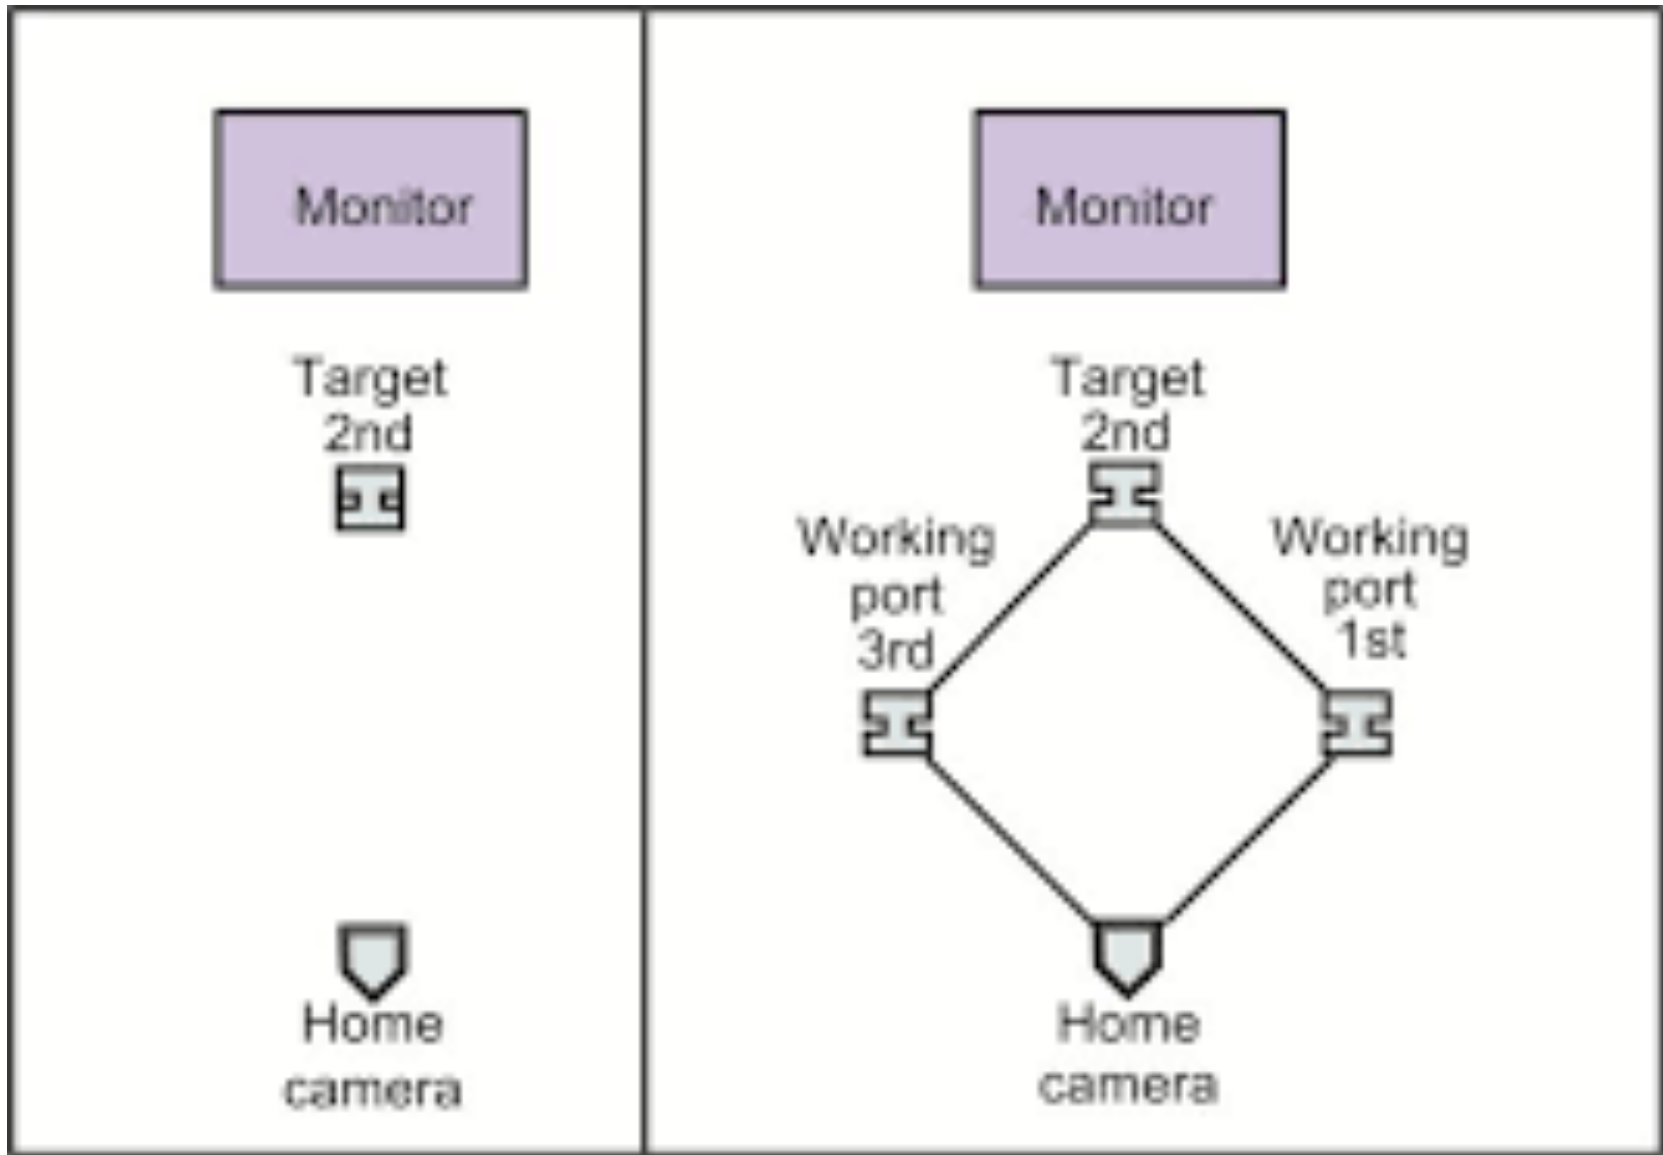 Monitor
Target
2nd
Home
camera
Monitor
Target
2nd
Working
port
3rd
Working
port
1st
Home
camera